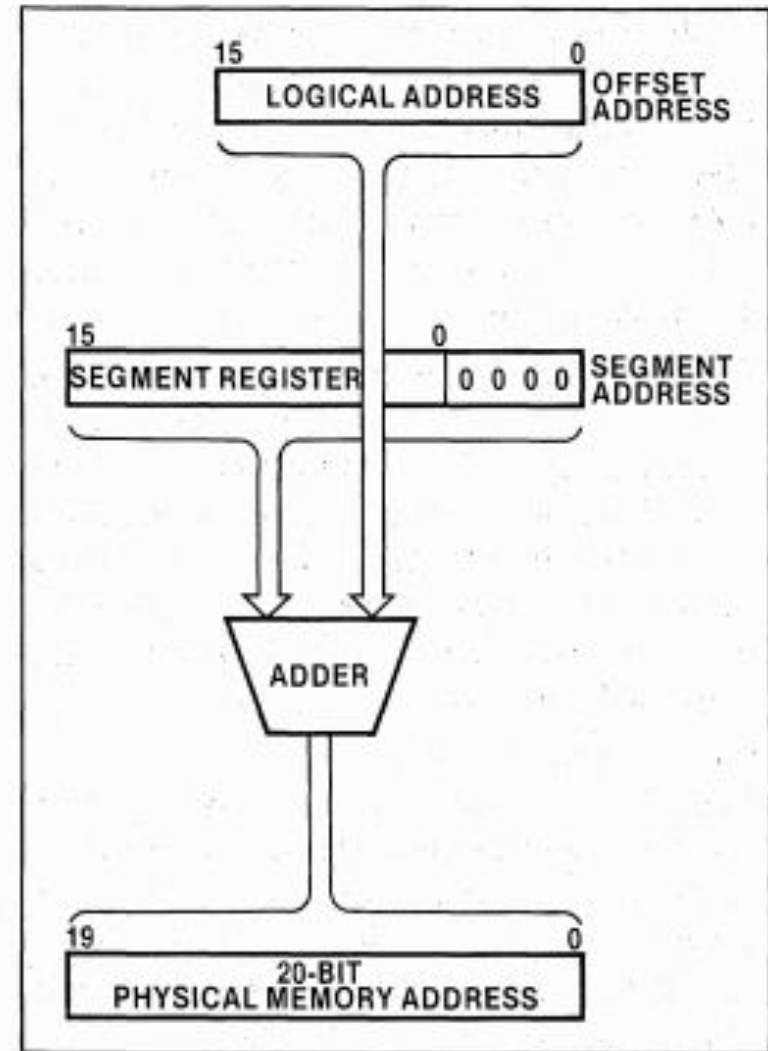 15 0
LOGICAL ADDRESS
OFFSET
ADDRESS
15 0
SEGMENT REGISTER 0 0 0 0
SEGMENT
ADDRESS
ADDER
19 0
20-BIT
PHYSICAL MEMORY ADDRESS